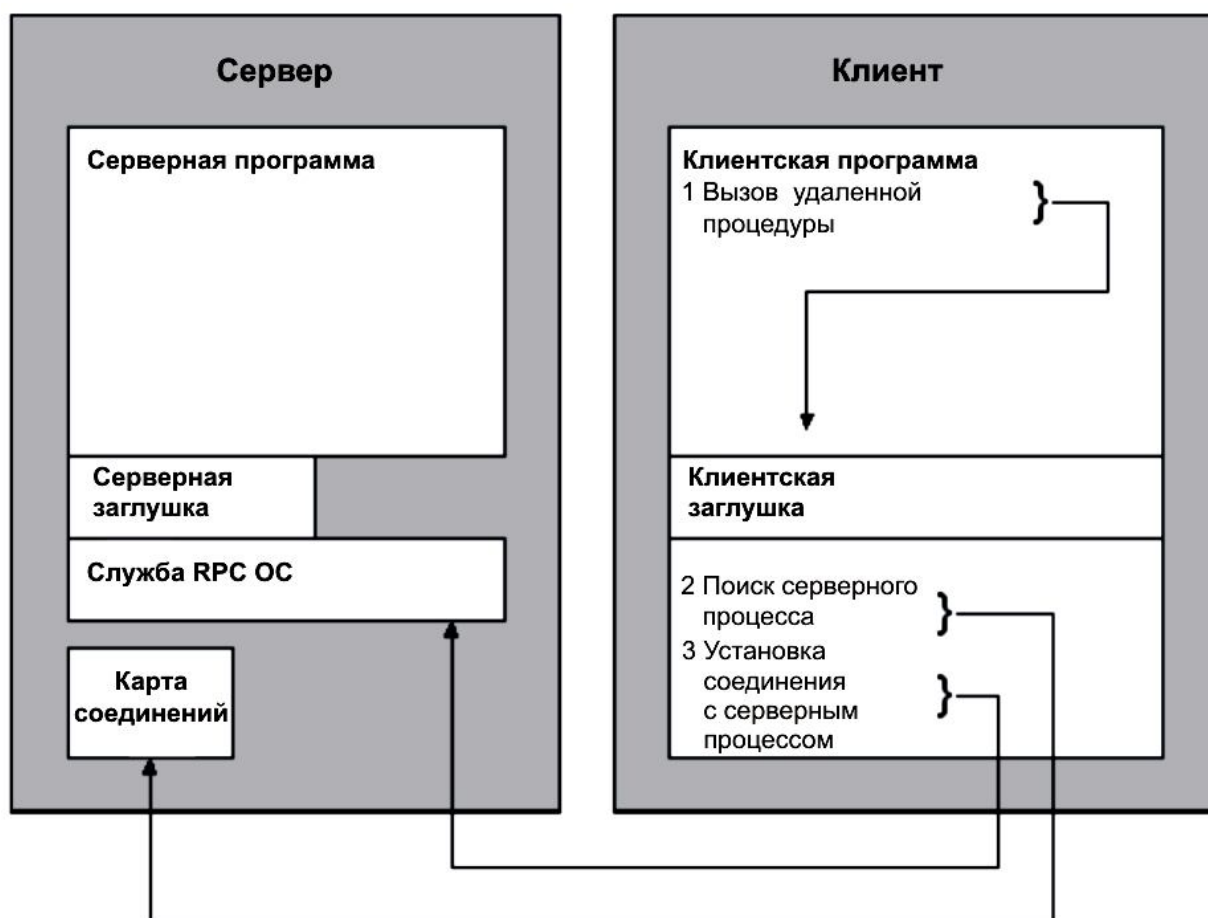 Сервер
Серверная программа
Серверная
заглушка
Служба RPC ОС
Карта
соединений
Клиент
Клиентская программа
1 Вызов удаленной
процедуры
Клиентская
заглушка
2 Поиск серверного
процесса
3 Установка
соединения
с серверным
процессом